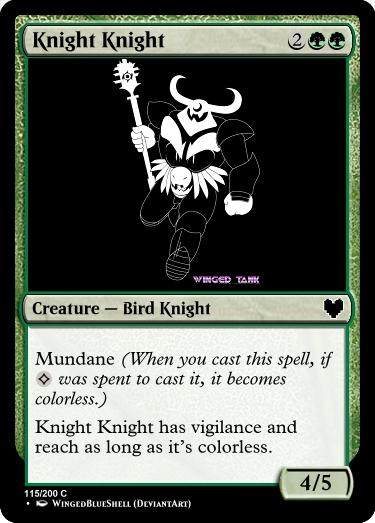 Knight Knight 2
WINGED TANK
Creature — Bird Knight
Mundane (When you cast this spell, if
was spent to cast it, it becomes
colorless.)
Knight Knight has vigilance and
reach as long as it's colorless.
4/5
115/200 C
• WingedBlueShell (DeviantArt)